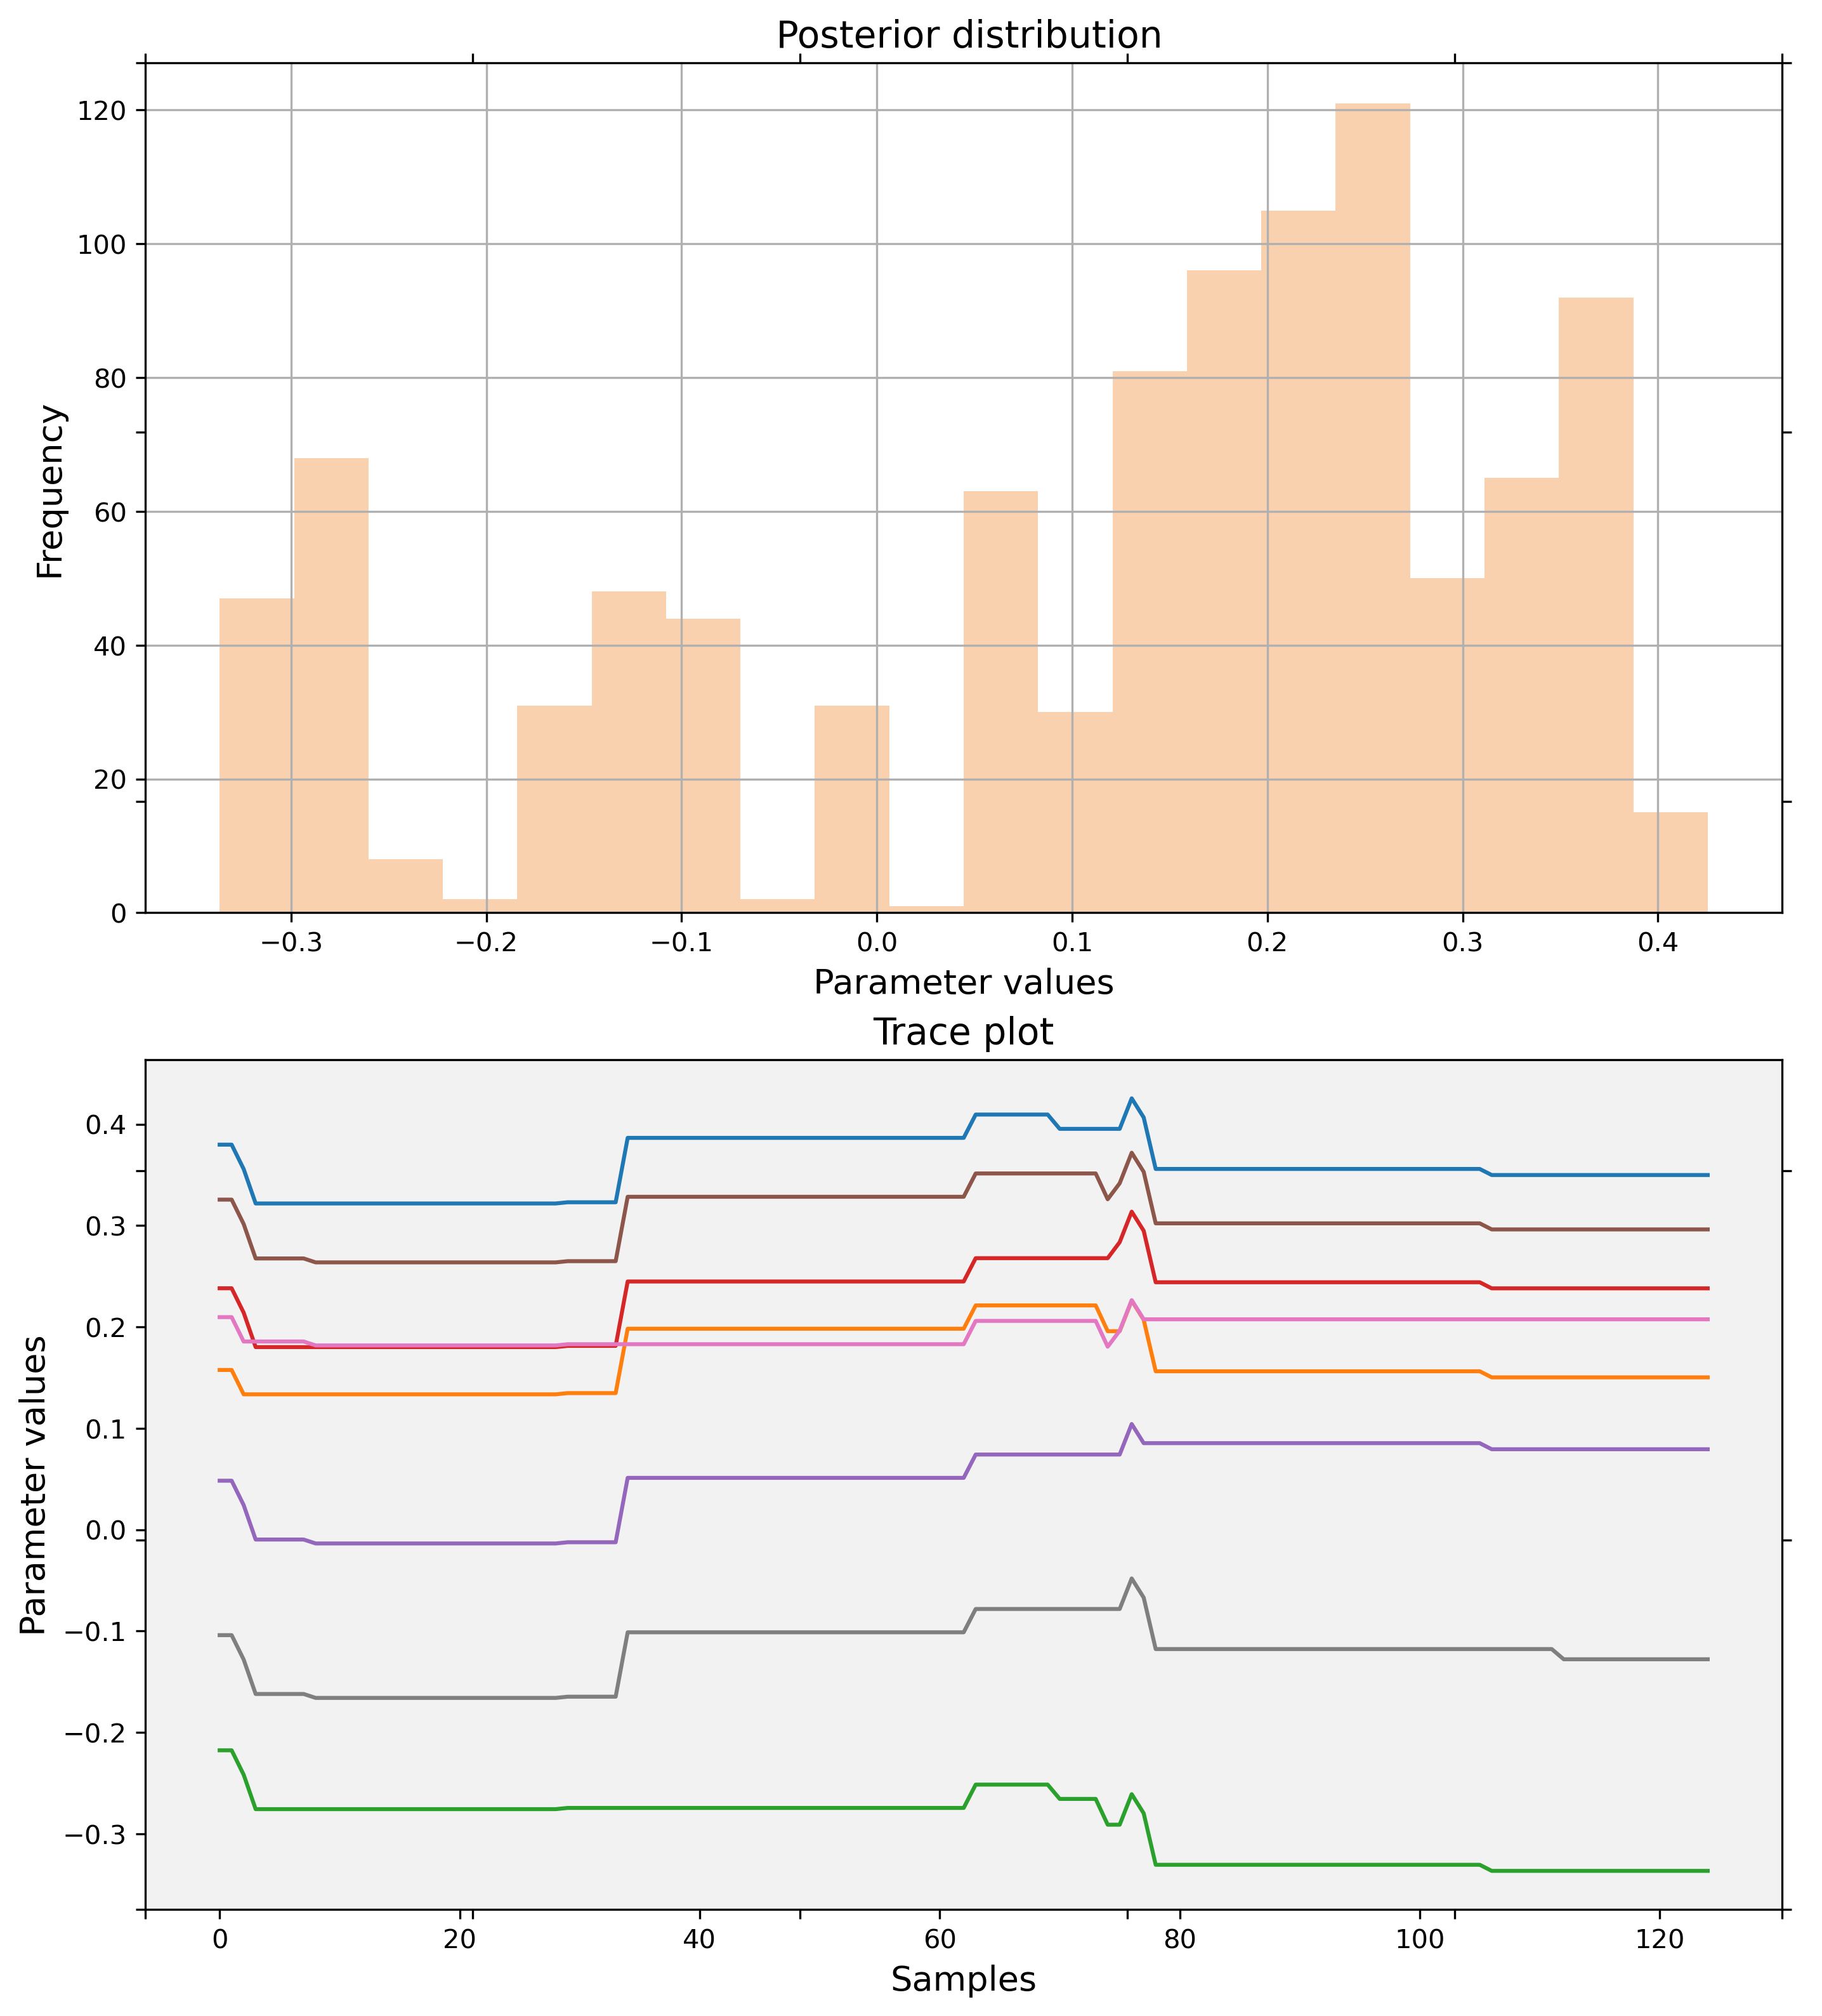 Posterior distribution
120
100
80
60
40
20
0
Frequency
−0.3 −0.2 −0.1 0.0 0.1 0.2 0.3 0.4
Parameter values
Trace plot
0.4
0.3
0.2
0.1
0.0
−0.1
−0.2
−0.3
Parameter values
0 20 40 60 80 100 120
Samples